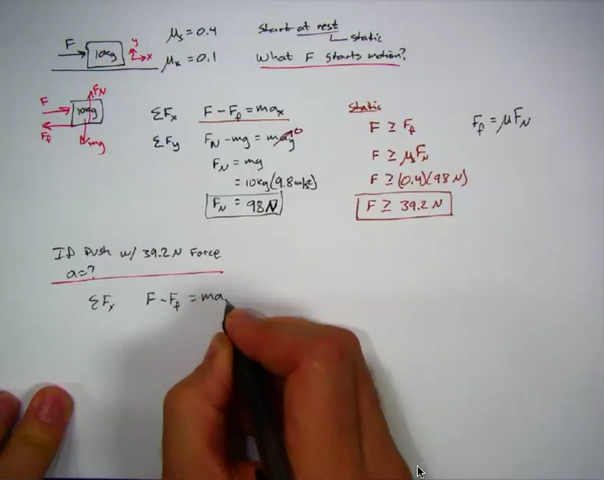 F 10kg μs = 0.4 Start at rest
y static
x μk = 0.1 What F starts motion?
FN
F 10kg
Ff
mg
ΣFx F - Ff = max
ΣFy FN - mg = may 0
FN = mg
= 10kg(9.8m/s²)
FN = 98N
Static
F ≥ Ff
F ≥ μsFN
F ≥ (0.4)(98N)
F ≥ 39.2N
Ff = μFN
If Push w/ 39.2N Force
a=?
ΣFx F - Ff = ma